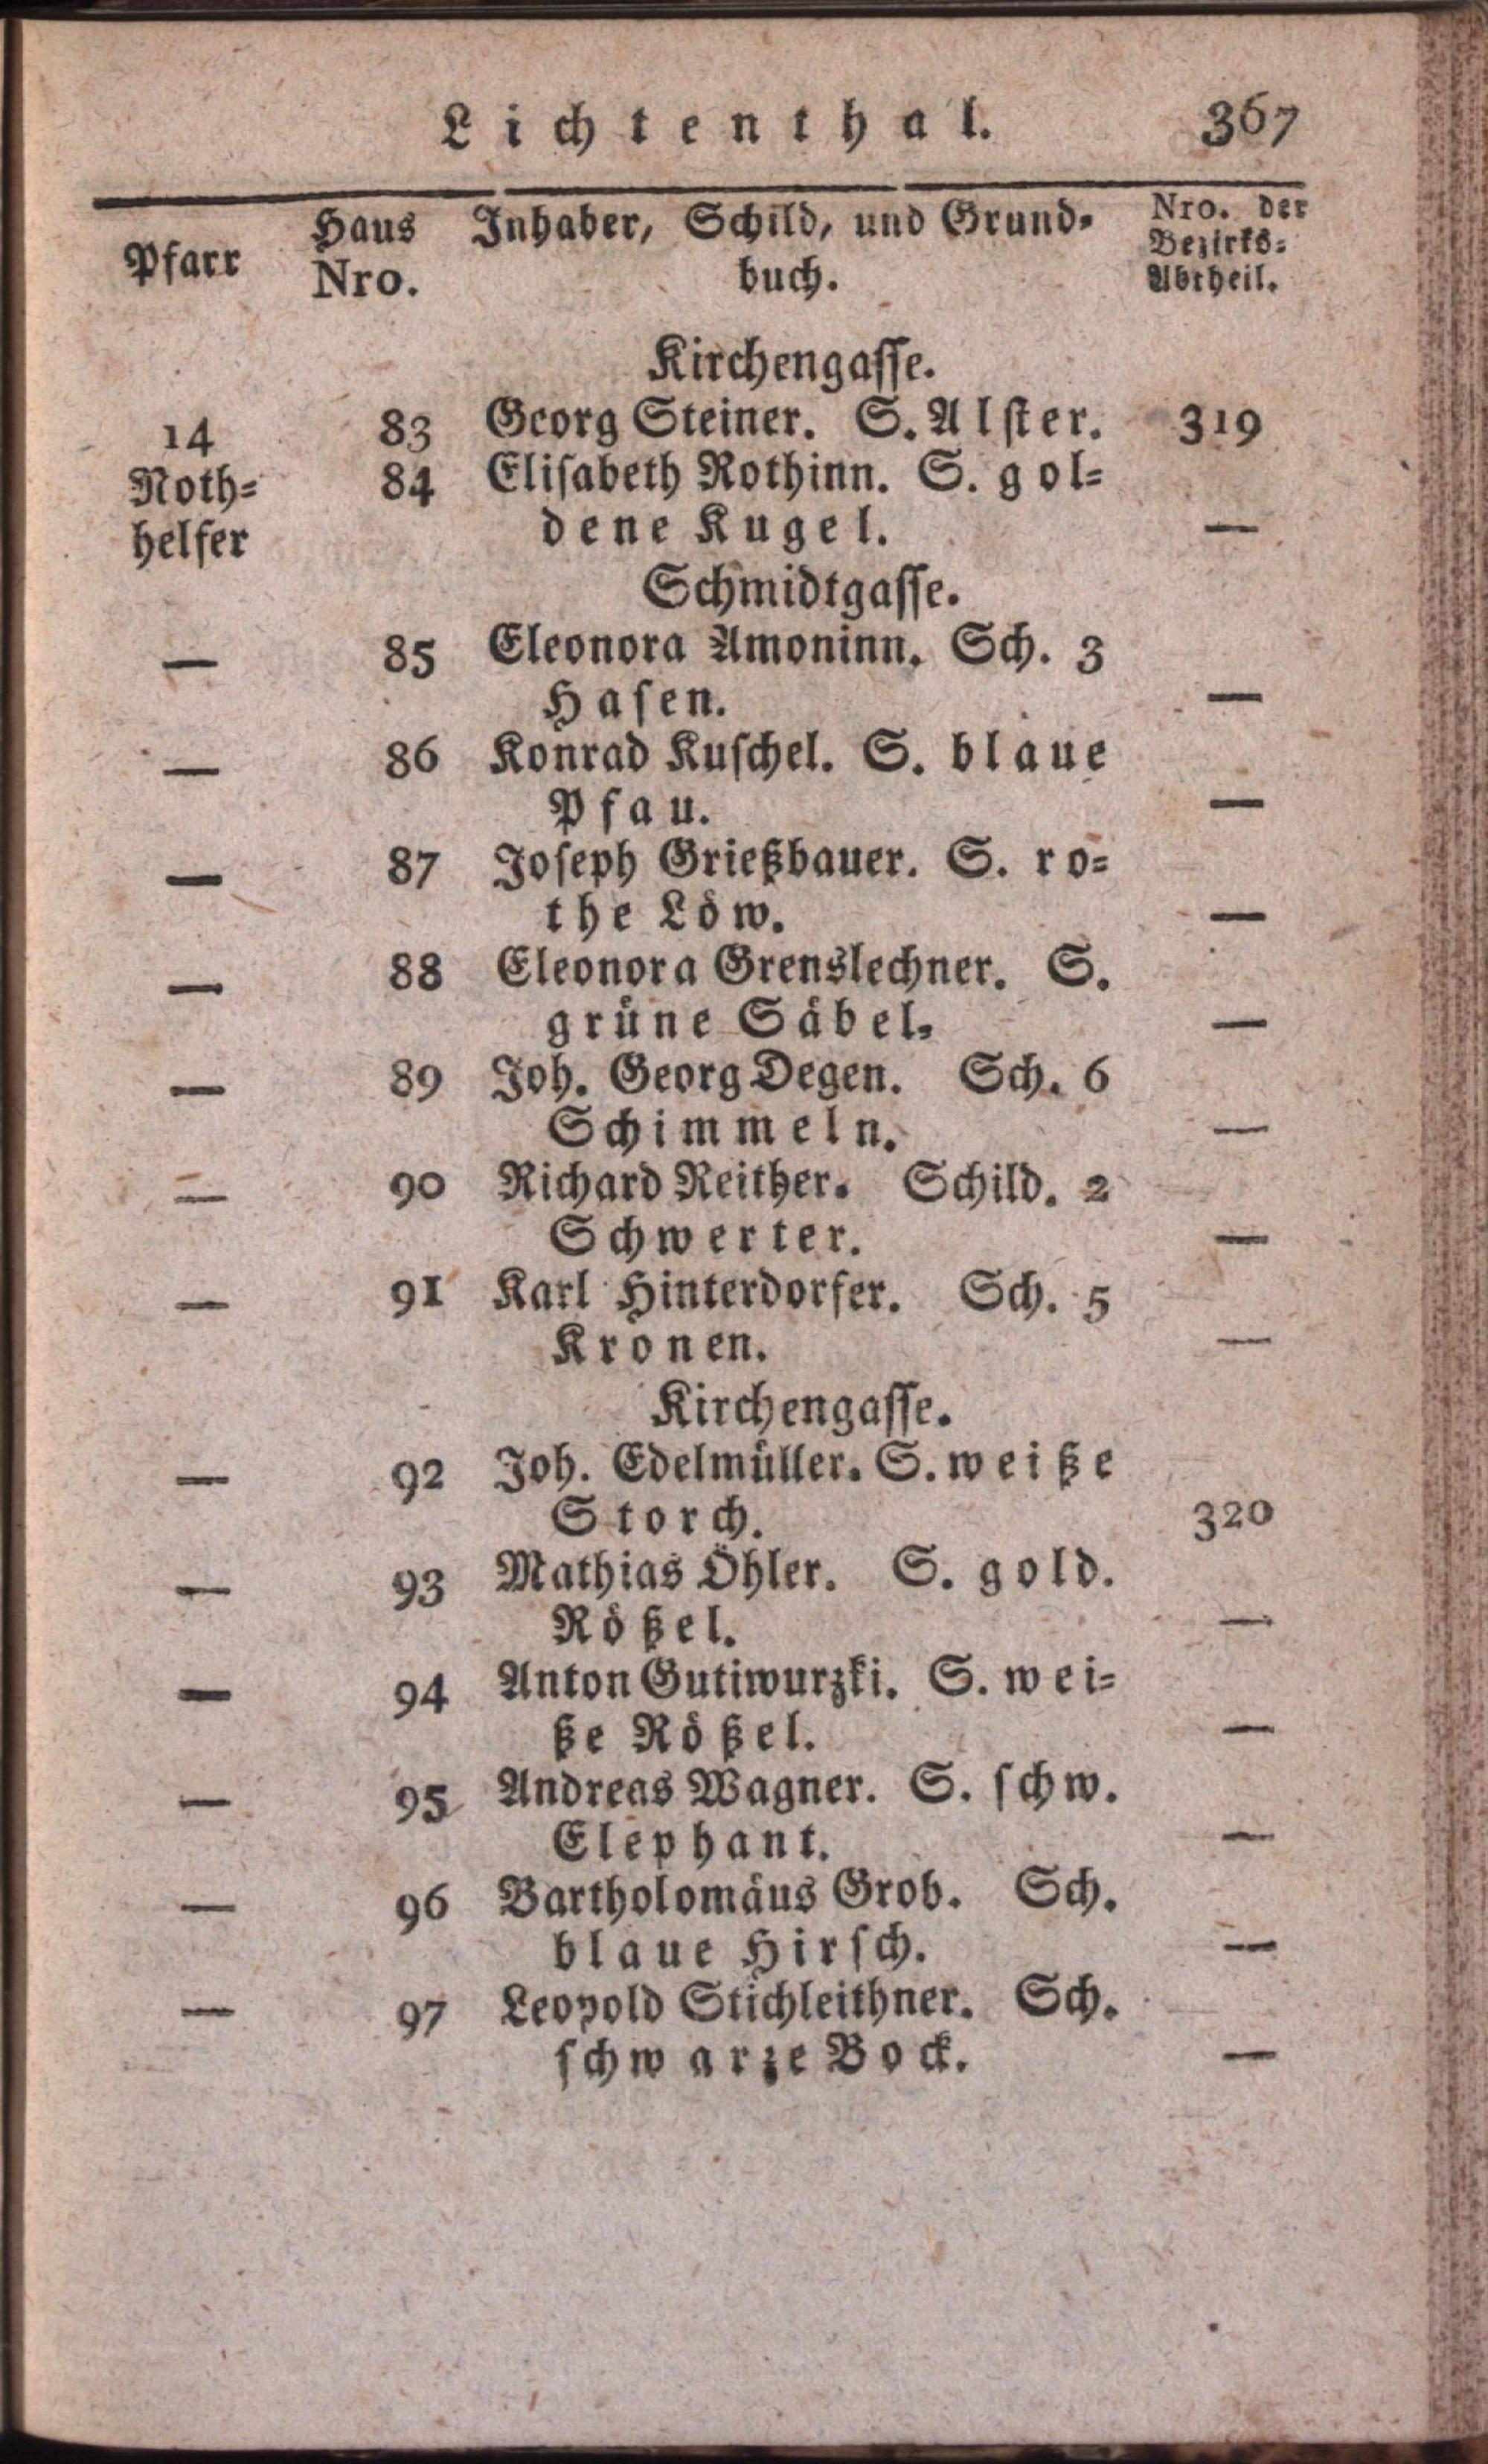 Lichtenthal. 367
Pfarr Haus Nro. Inhaber, Schild, und Grund= Nro. der Bezirks= Abtheil.
buch.
Kirchengasse.
14 83 Georg Steiner. S. Alster. 319
Noth= 84 Elisabeth Rothinn. S. gol=
helfer dene Kugel. —
Schmidtgasse.
— 85 Eleonora Amoninn. Sch. 3
Hasen. —
— 86 Konrad Kuschel. S. blaue
Pfau. —
— 87 Joseph Grießbauer. S. ro=
the Löw. —
— 88 Eleonora Grenslechner. S.
grüne Säbel. —
— 89 Joh. Georg Degen. Sch. 6
Schimmeln. —
— 90 Richard Reither. Schild. 2
Schwerter. —
— 91 Karl Hinterdorfer. Sch. 5
Kronen. —
Kirchengasse.
— 92 Joh. Edelmüller. S. weiße
Storch. 320
— 93 Mathias Öhler. S. gold.
Rößel. —
— 94 Anton Gutiwurzki. S. wei=
ße Rößel. —
— 95 Andreas Wagner. S. schw.
Elephant. —
— 96 Bartholomäus Grob. Sch.
blaue Hirsch. —
— 97 Leopold Stichleithner. Sch.
schwarze Bock. —